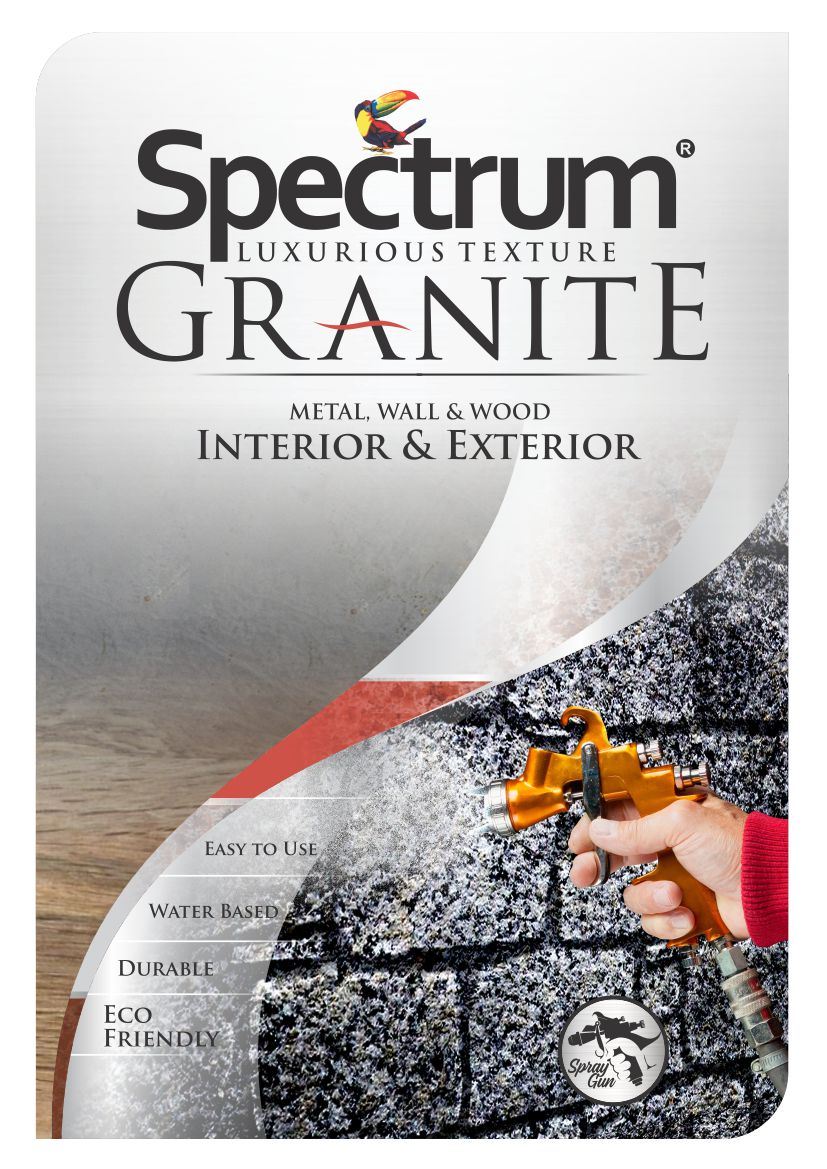 Spectrum®
LUXURIOUS TEXTURE
GRANITE
METAL, WALL & WOOD
INTERIOR & EXTERIOR
EASY TO USE
WATER BASED
DURABLE
ECO
FRIENDLY
Spray
Gun